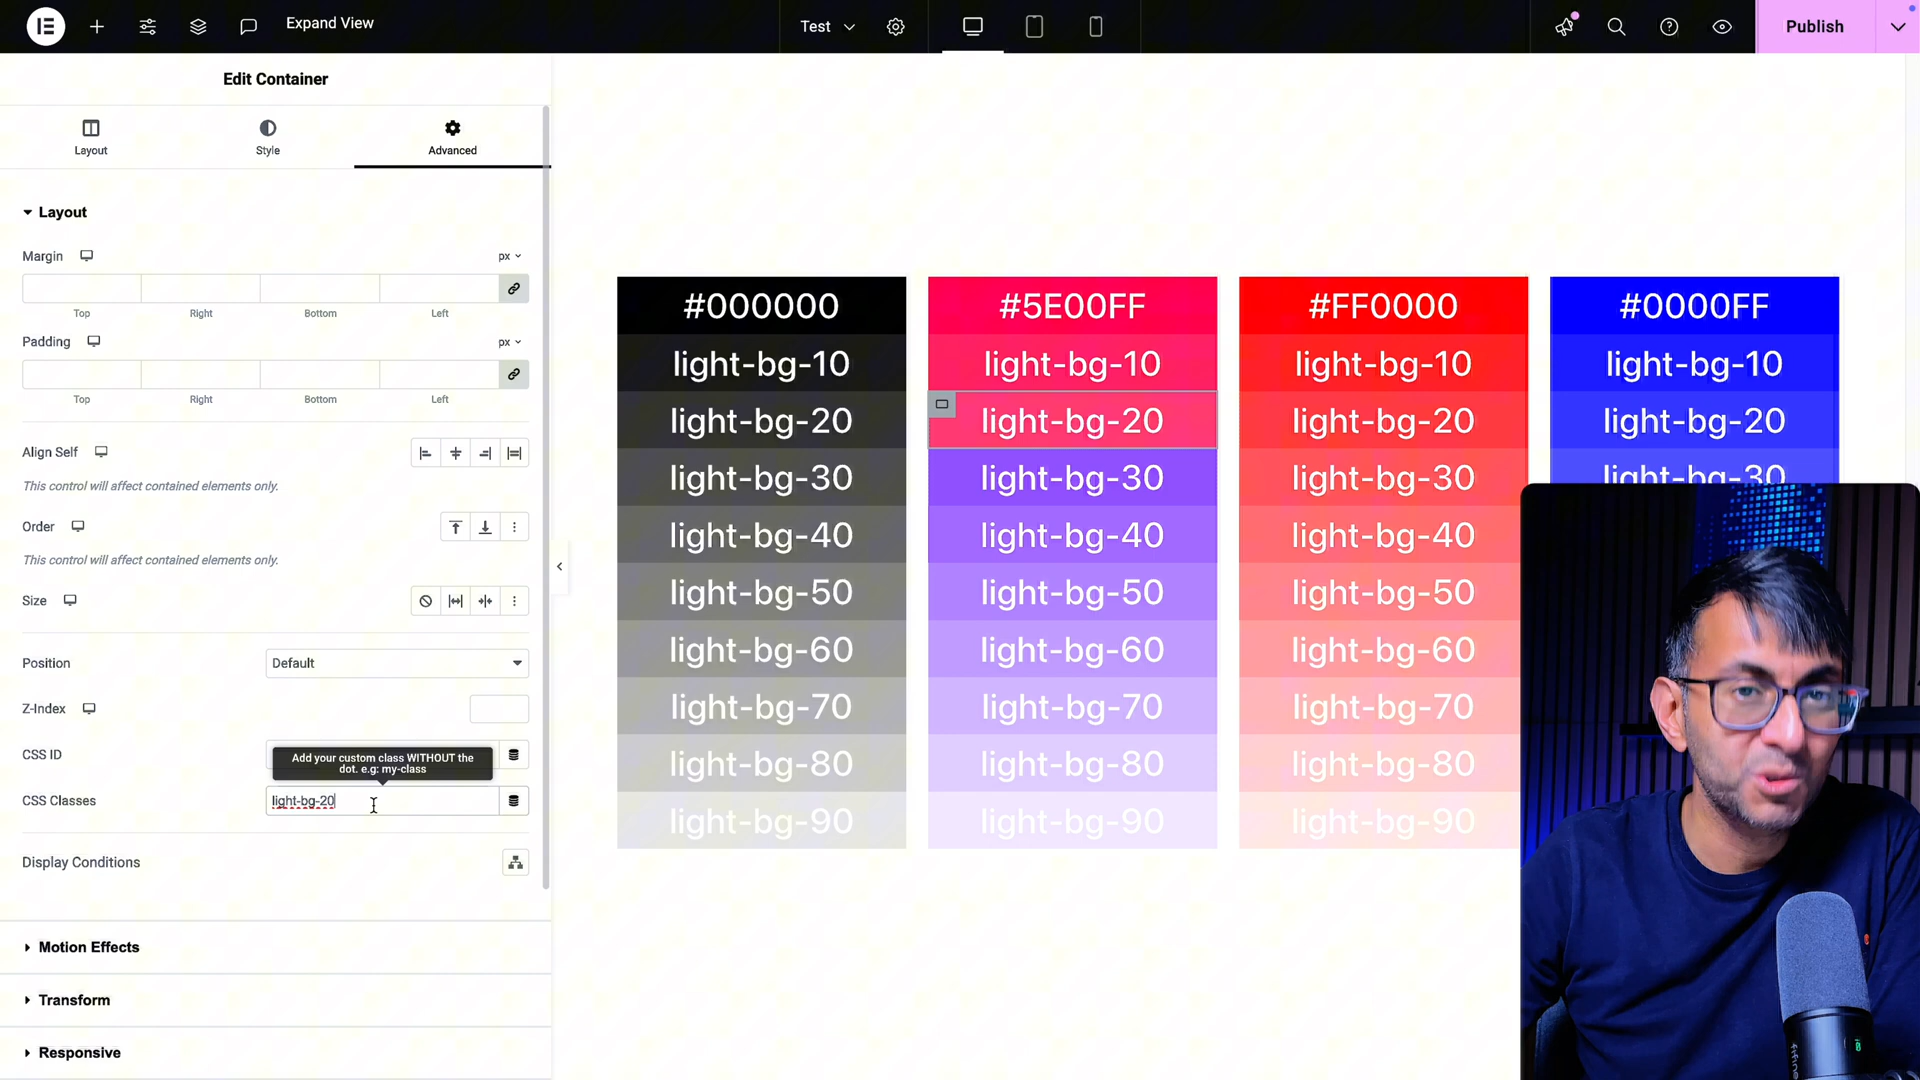 Expand View
Test
Publish
Edit Container
Layout
Style
Advanced
Layout
Margin
px
Top Right Bottom Left
Padding
px
Top Right Bottom Left
Align Self
This control will affect contained elements only.
Order
This control will affect contained elements only.
Size
Position
Default
Z-Index
CSS ID
Add your custom class WITHOUT the
dot. e.g: my-class
CSS Classes
light-bg-20
Display Conditions
Motion Effects
Transform
Responsive
#000000
light-bg-10
light-bg-20
light-bg-30
light-bg-40
light-bg-50
light-bg-60
light-bg-70
light-bg-80
light-bg-90
#5E00FF
light-bg-10
light-bg-20
light-bg-30
light-bg-40
light-bg-50
light-bg-60
light-bg-70
light-bg-80
light-bg-90
#FF0000
light-bg-10
light-bg-20
light-bg-30
light-bg-40
light-bg-50
light-bg-60
light-bg-70
light-bg-80
light-bg-90
#0000FF
light-bg-10
light-bg-20
light-bg-30